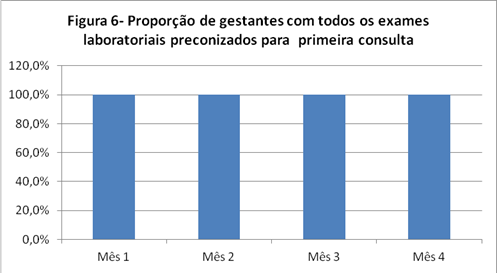 Figura 6- Proporção de gestantes com todos os exames
laboratoriais preconizados para primeira consulta
120,0%
100,0%
80,0%
60,0%
40,0%
20,0%
0,0%
Mês 1 Mês 2 Mês 3 Mês 4